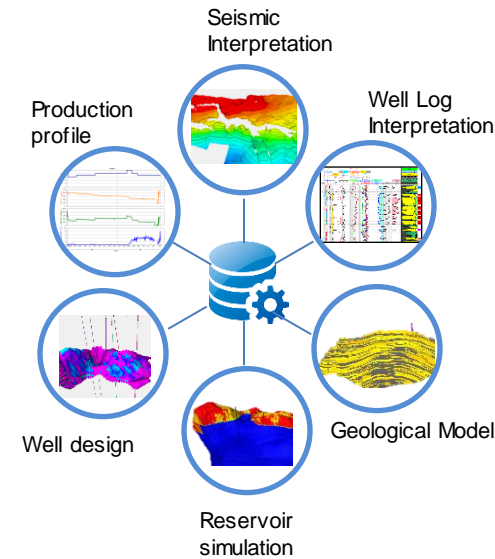 Seismic
Interpretation
Production
profile
Well Log
Interpretation
Well design
Geological Model
Reservoir
simulation